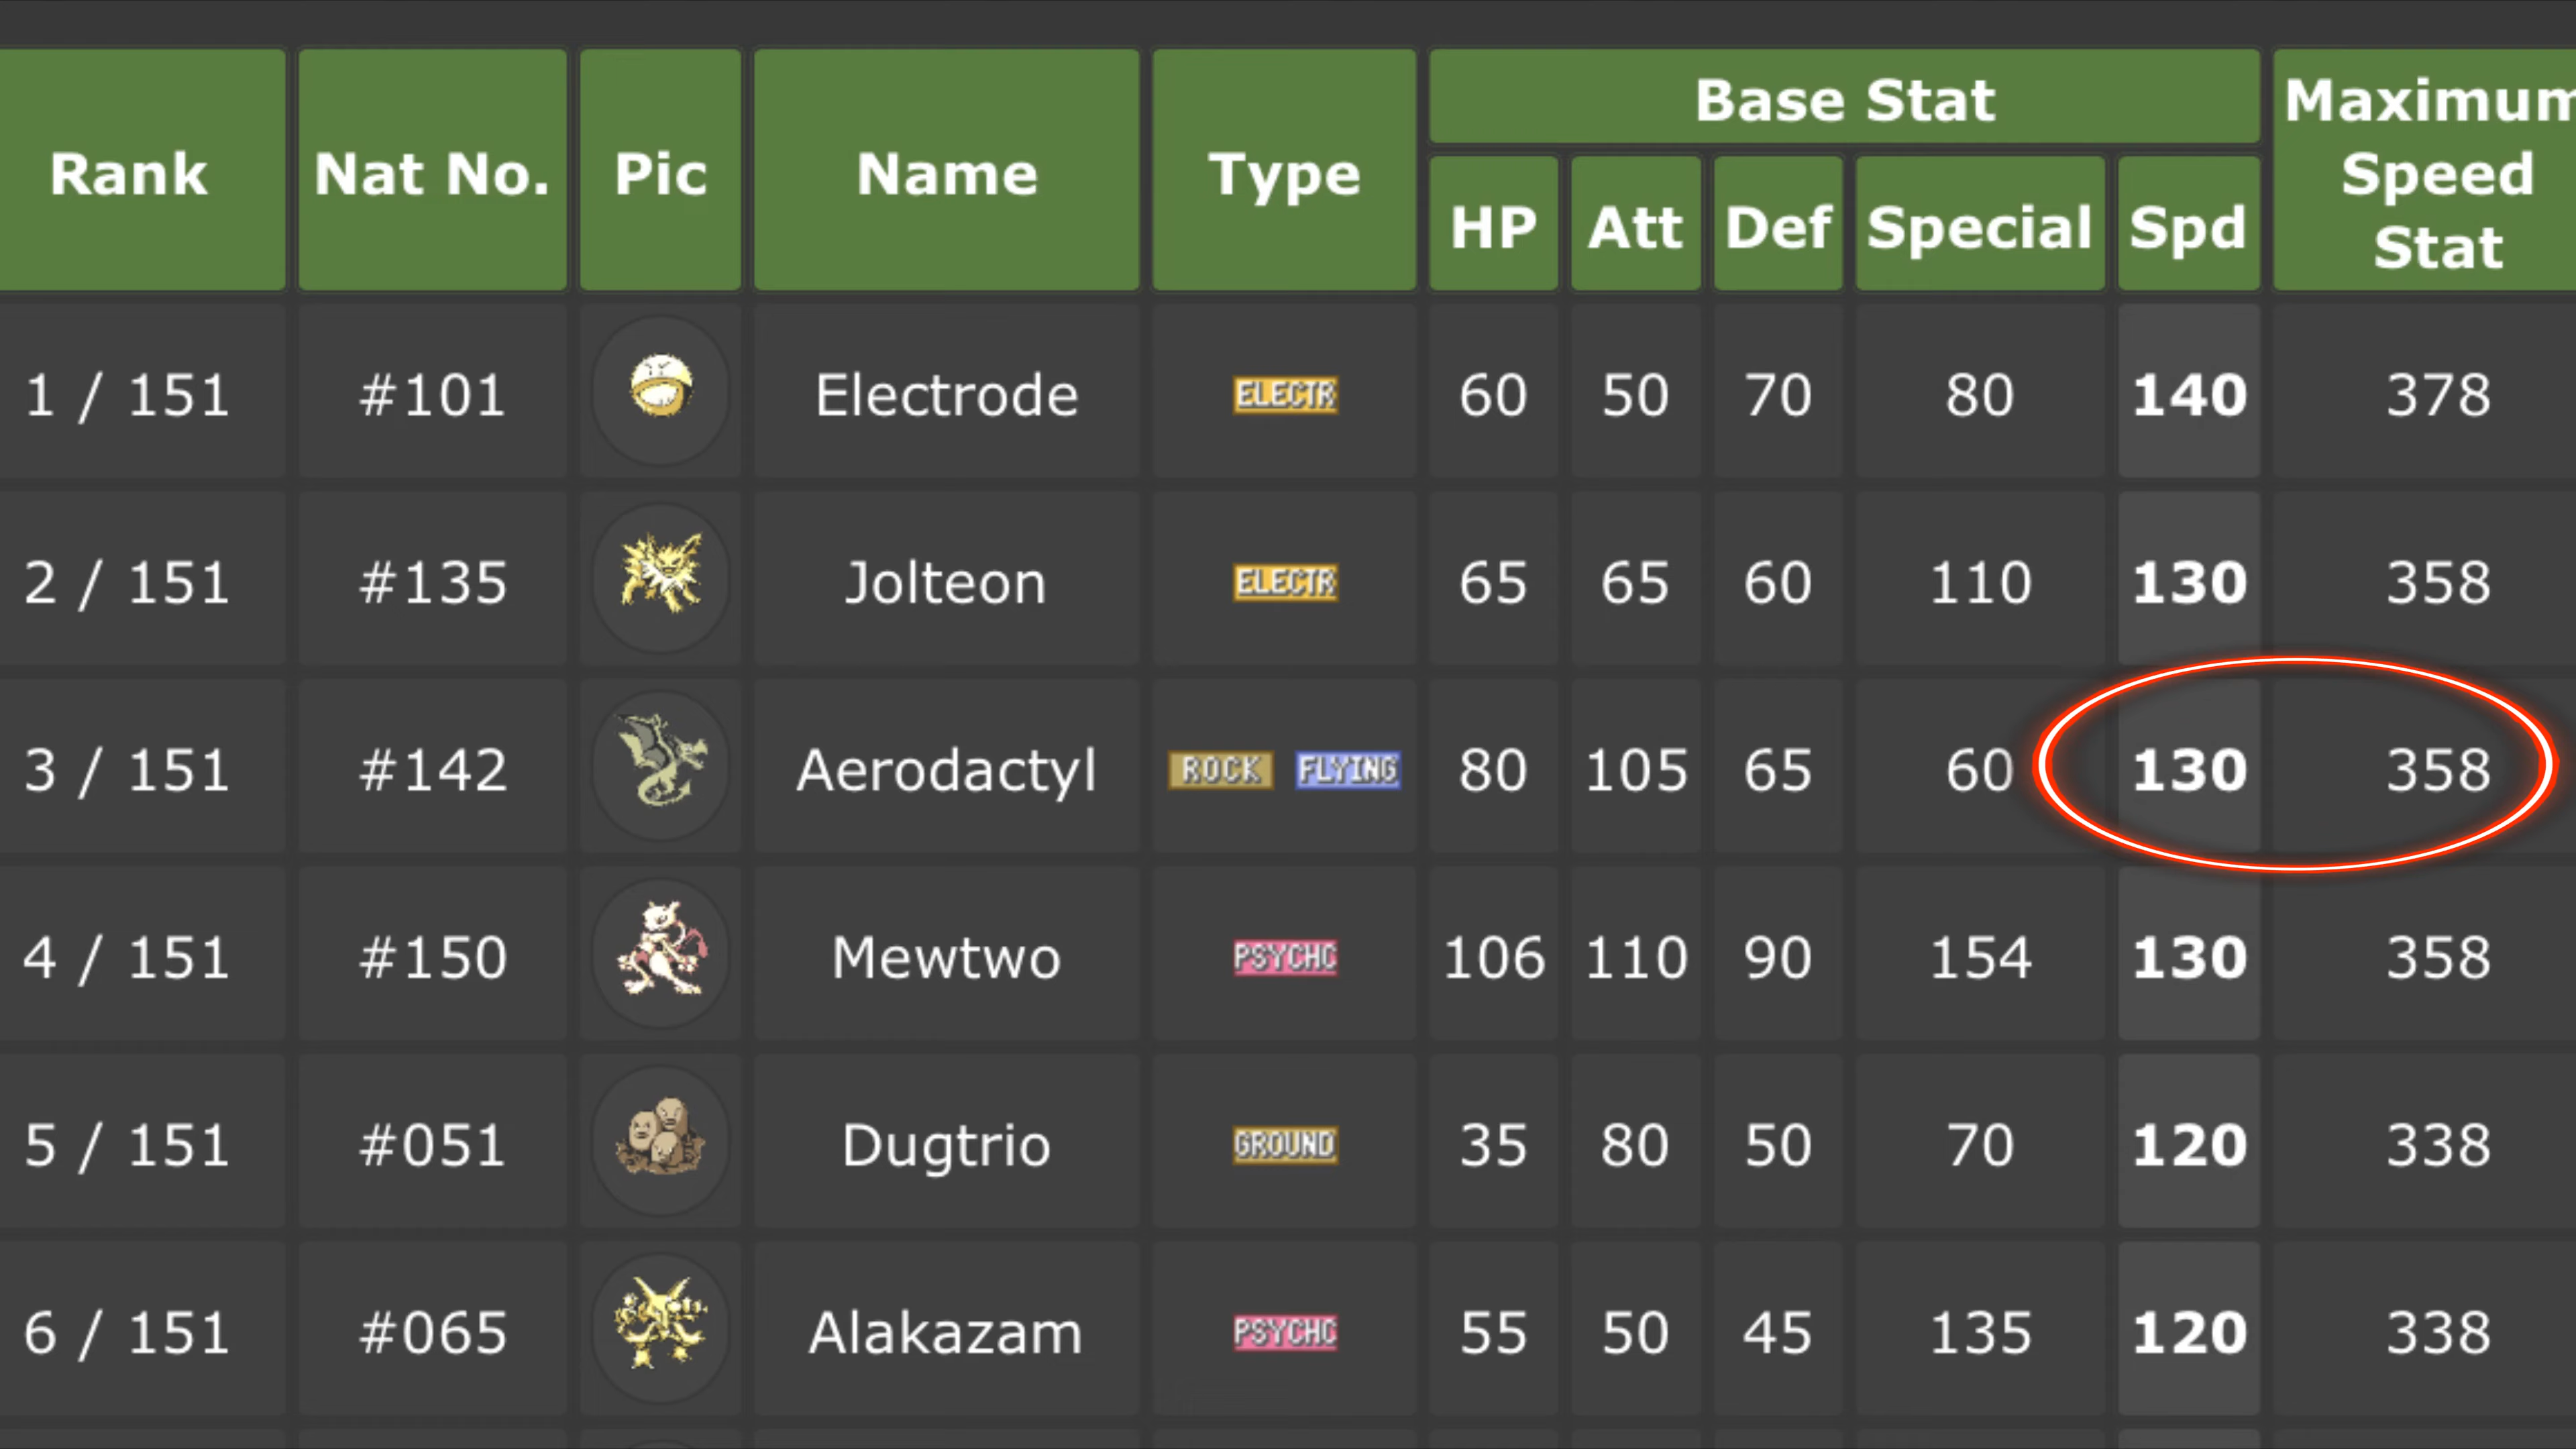 Rank Nat No. Pic Name Type Base Stat Maximum Speed Stat
HP Att Def Special Spd
1 / 151 #101 Electrode ELECTR 60 50 70 80 140 378
2 / 151 #135 Jolteon ELECTR 65 65 60 110 130 358
3 / 151 #142 Aerodactyl ROCK FLYING 80 105 65 60 130 358
4 / 151 #150 Mewtwo PSYCHC 106 110 90 154 130 358
5 / 151 #051 Dugtrio GROUND 35 80 50 70 120 338
6 / 151 #065 Alakazam PSYCHC 55 50 45 135 120 338